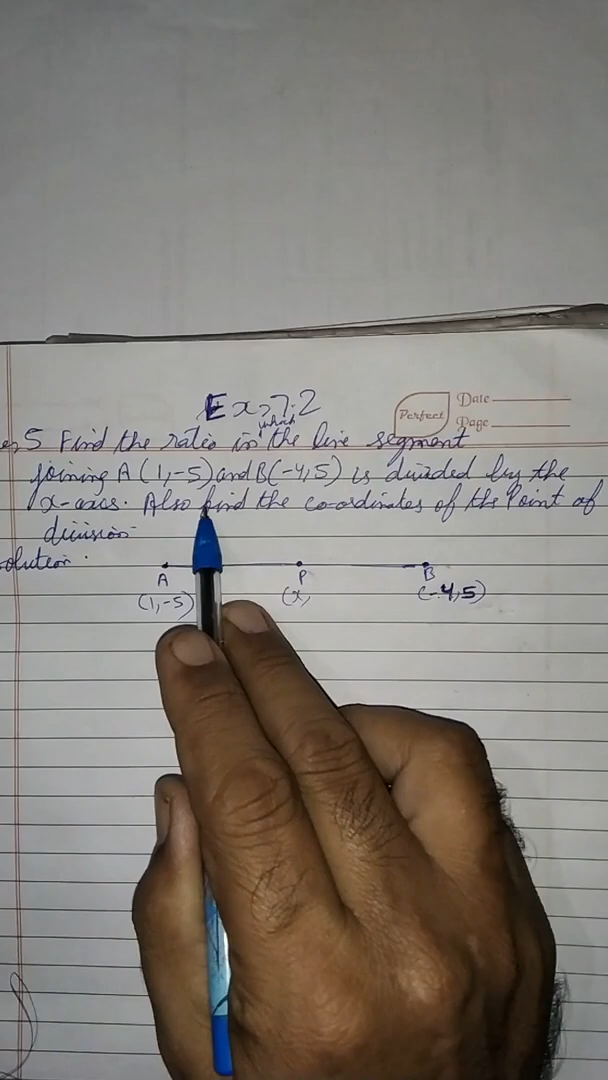 Ex 7.2
Date
Perfect
Page
which
5 Find the ratio in the line segment
joining A (1,-5) and B(-4,5) is divided by the
x-axis. Also find the co-ordinates of the Point of
division
olution.
A P B
(1,-5) (x, (-4,5)